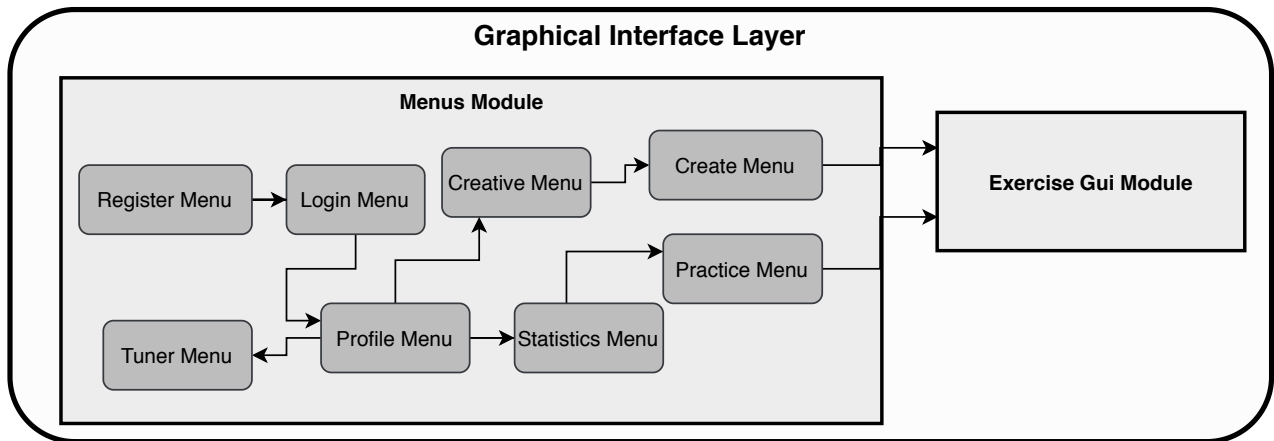 Graphical Interface Layer
Menus Module
Register Menu
Login Menu
Creative Menu
Create Menu
Practice Menu
Tuner Menu
Profile Menu
Statistics Menu
Exercise Gui Module